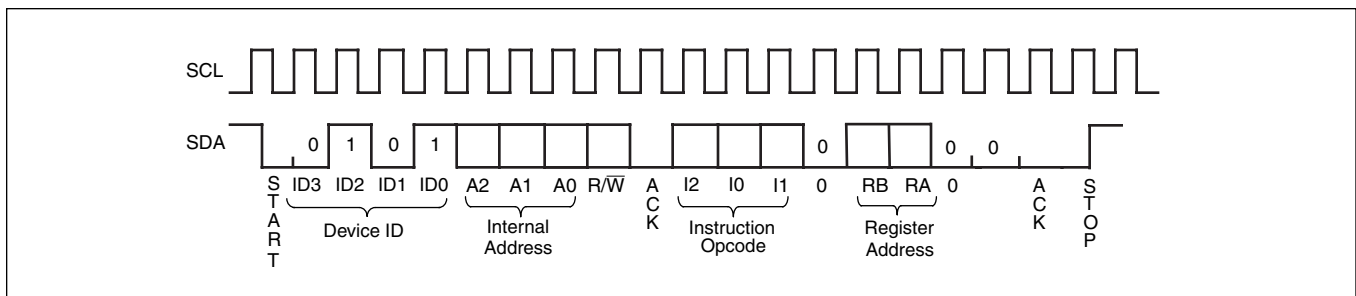 SCL
SDA
0 1 0 1 0 0 0
ID3 ID2 ID1 ID0 A2 A1 A0 R/W̅ I2 I0 I1 0 RB RA 0
START
ACK
ACK
STOP
Device ID
Internal
Address
Instruction
Opcode
Register
Address